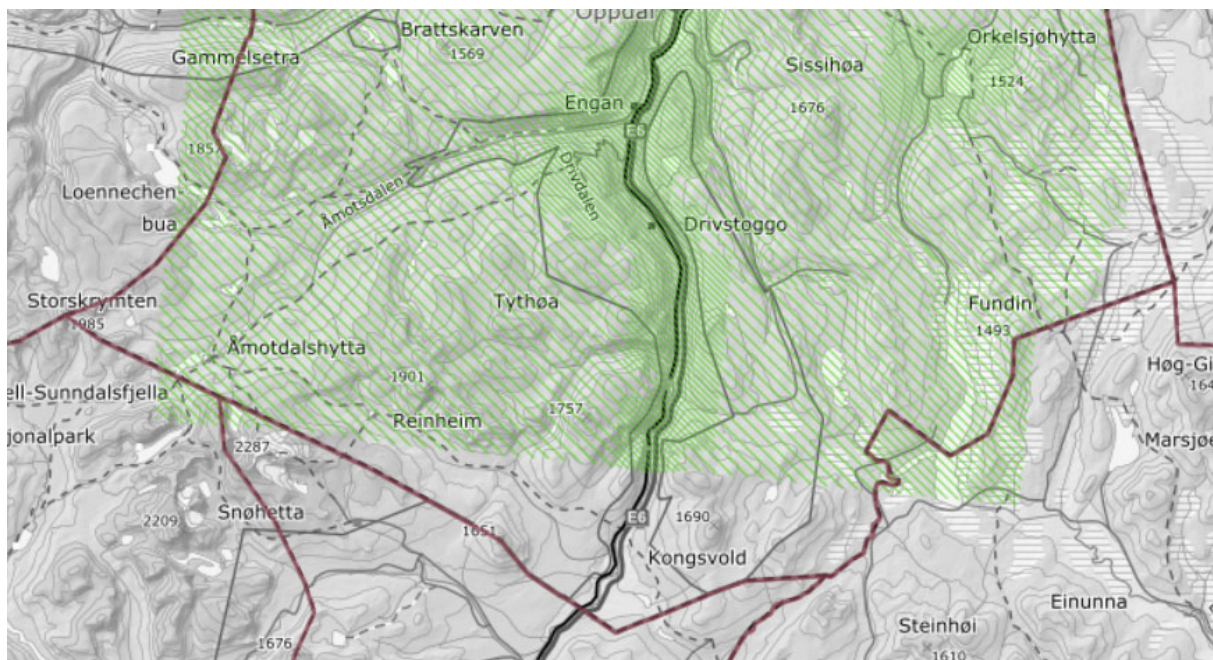 Oppdal
Brattskarven
1569
Gammelsetra
Orkelsjøhytta
Sissihøa
1524
Engan
1676
E6
1857
Drivdalen
Åmotsdalen
Loennechen-
bua
Drivstoggo
Storskrymten
1985
Tythøa
Fundin
1493
Åmotdalshytta
Høg-Gi
164
1901
ell-Sunndalsfjella
Reinheim
1757
jonalpark
2287
Marsjøe
Snøhetta
2209
1651
E6
1690
Kongsvold
Einunna
Steinhøi
1676
1610